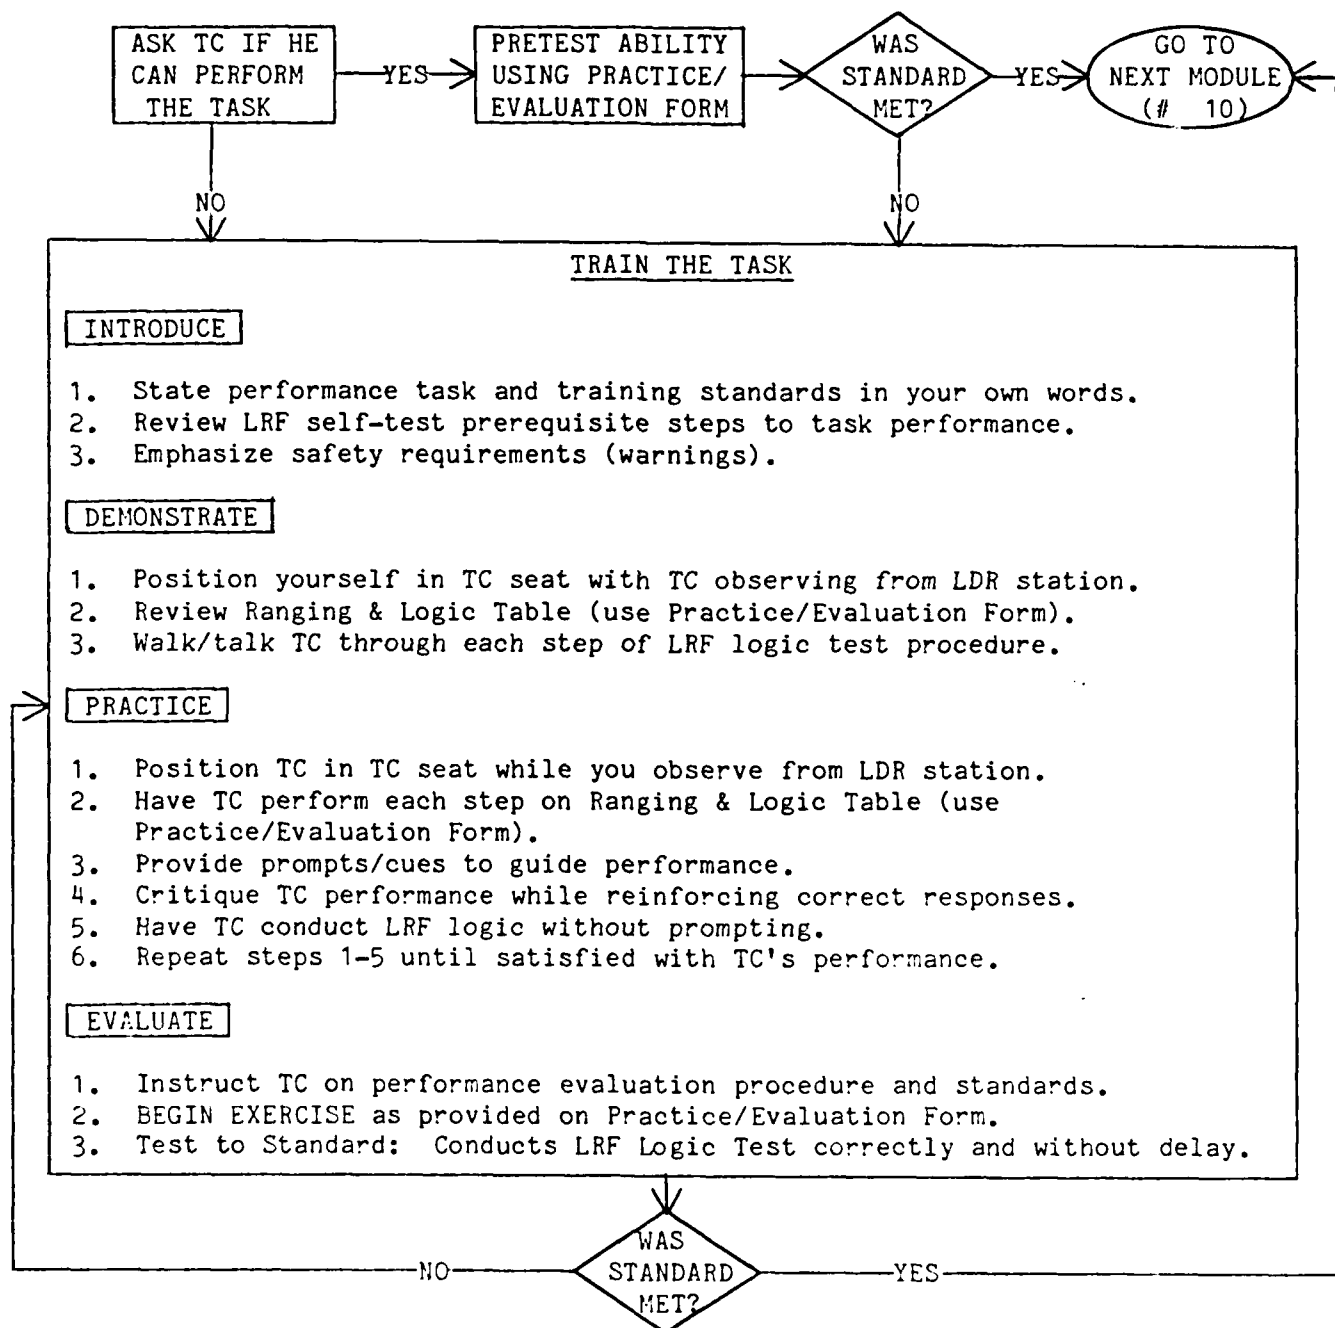 ASK TC IF HE
CAN PERFORM
THE TASK
YES
PRETEST ABILITY
USING PRACTICE/
EVALUATION FORM
WAS
STANDARD
MET?
YES
GO TO
NEXT MODULE
(# 10)
NO
NO
TRAIN THE TASK
INTRODUCE
1. State performance task and training standards in your own words.
2. Review LRF self-test prerequisite steps to task performance.
3. Emphasize safety requirements (warnings).
DEMONSTRATE
1. Position yourself in TC seat with TC observing from LDR station.
2. Review Ranging & Logic Table (use Practice/Evaluation Form).
3. Walk/talk TC through each step of LRF logic test procedure.
PRACTICE
1. Position TC in TC seat while you observe from LDR station.
2. Have TC perform each step on Ranging & Logic Table (use
Practice/Evaluation Form).
3. Provide prompts/cues to guide performance.
4. Critique TC performance while reinforcing correct responses.
5. Have TC conduct LRF logic without prompting.
6. Repeat steps 1-5 until satisfied with TC's performance.
EVALUATE
1. Instruct TC on performance evaluation procedure and standards.
2. BEGIN EXERCISE as provided on Practice/Evaluation Form.
3. Test to Standard: Conducts LRF Logic Test correctly and without delay.
NO
WAS
STANDARD
MET?
YES